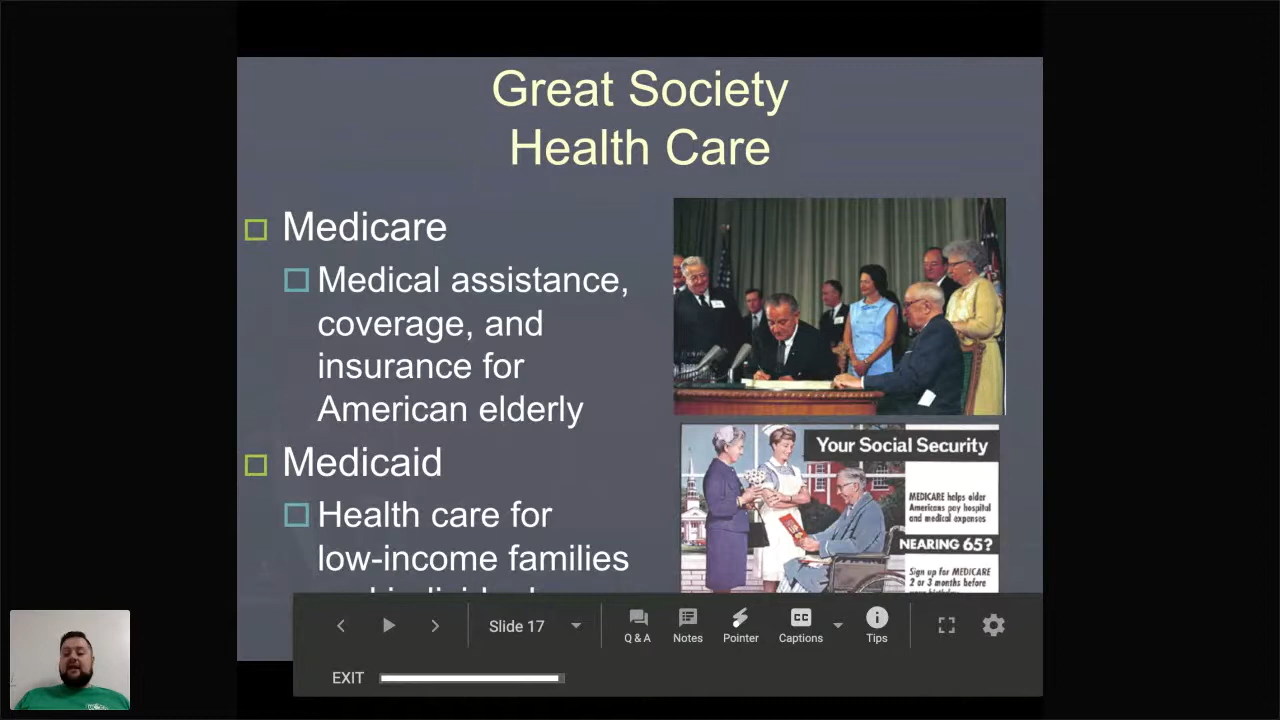 Great Society
Health Care
Medicare
Medical assistance,
coverage, and
insurance for
American elderly
Medicaid
Health care for
low-income families
Your Social Security
MEDICARE helps older
Americans pay hospital
and medical expenses
NEARING 65?
Sign up for MEDICARE
2 or 3 months before
Slide 17
Q & A
Notes
Pointer
CC
Captions
Tips
EXIT